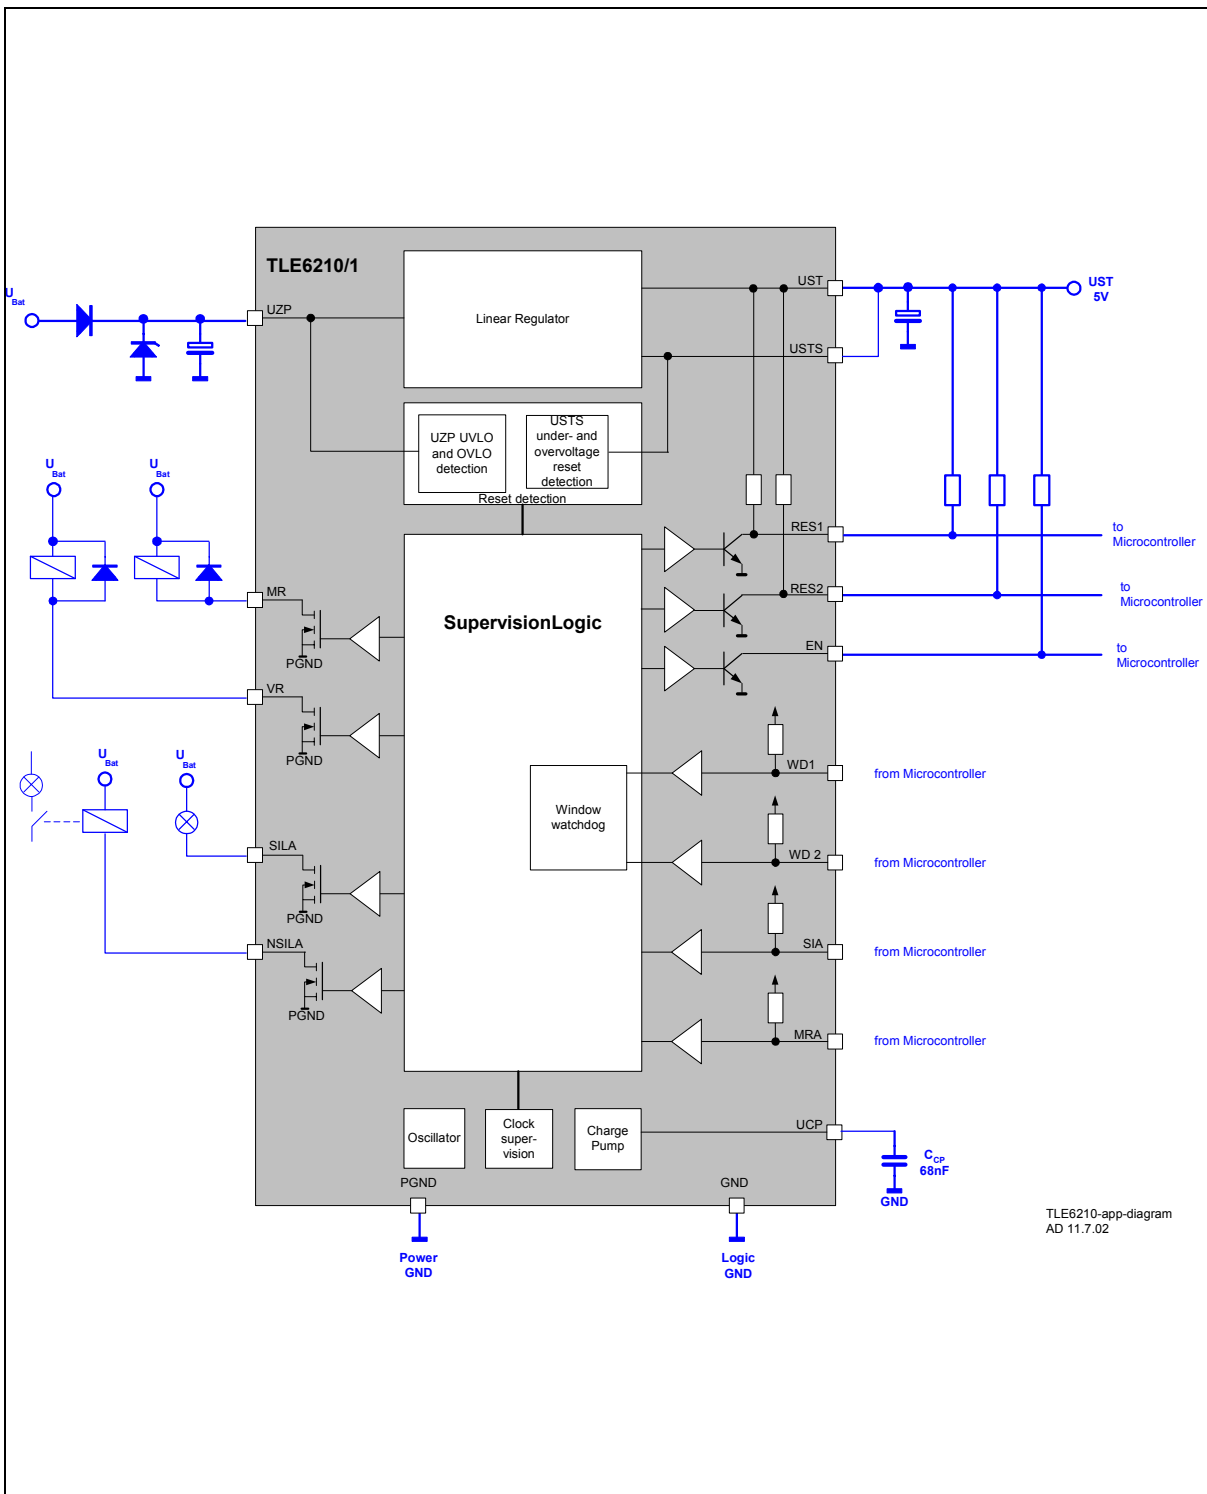 TLE6210/1
UST
UST
5V
U
Bat
UZP
Linear Regulator
USTS
UZP UVLO
and OVLO
detection
USTS
under- and
overvoltage
reset
detection
Reset detection
U
Bat
U
Bat
RES1
to
Microcontroller
MR
RES2
to
Microcontroller
SupervisionLogic
EN
to
Microcontroller
PGND
VR
PGND
U
Bat
U
Bat
WD1
from Microcontroller
Window
watchdog
SILA
WD 2
from Microcontroller
PGND
NSILA
SIA
from Microcontroller
PGND
MRA
from Microcontroller
Oscillator
Clock
super-
vision
Charge
Pump
UCP
C
CP
68nF
GND
PGND
GND
TLE6210-app-diagram
AD 11.7.02
Power
GND
Logic
GND